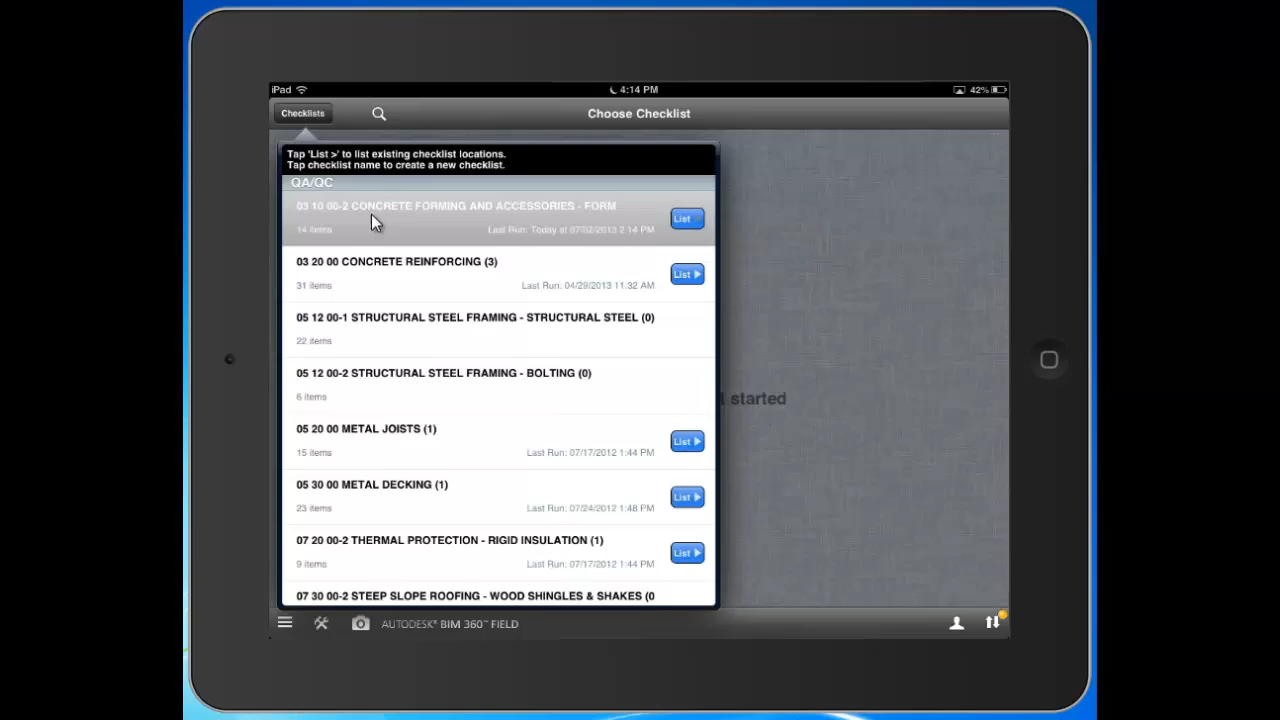 iPad
4:14 PM
42%
Checklists
Choose Checklist
Tap 'List >' to list existing checklist locations.
Tap checklist name to create a new checklist.
QA/QC
03 10 00-2 CONCRETE FORMING AND ACCESSORIES - FORM
14 items
Last Run: Today at 07/02/2013 2:14 PM
List
03 20 00 CONCRETE REINFORCING (3)
31 items
Last Run: 04/29/2013 11:32 AM
List
05 12 00-1 STRUCTURAL STEEL FRAMING - STRUCTURAL STEEL (0)
22 items
05 12 00-2 STRUCTURAL STEEL FRAMING - BOLTING (0)
6 items
05 20 00 METAL JOISTS (1)
15 items
Last Run: 07/17/2012 1:44 PM
List
05 30 00 METAL DECKING (1)
23 items
Last Run: 07/24/2012 1:48 PM
List
07 20 00-2 THERMAL PROTECTION - RIGID INSULATION (1)
9 items
Last Run: 07/17/2012 1:44 PM
List
07 30 00-2 STEEP SLOPE ROOFING - WOOD SHINGLES & SHAKES (0
started
AUTODESK® BIM 360™ FIELD